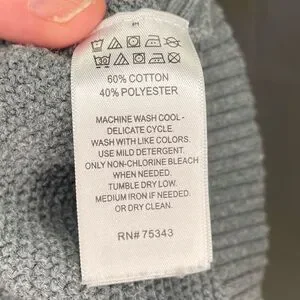 M
60% COTTON
40% POLYESTER
MACHINE WASH COOL -
DELICATE CYCLE.
WASH WITH LIKE COLORS.
USE MILD DETERGENT.
ONLY NON-CHLORINE BLEACH
WHEN NEEDED.
TUMBLE DRY LOW.
MEDIUM IRON IF NEEDED.
OR DRY CLEAN.
RN# 75343